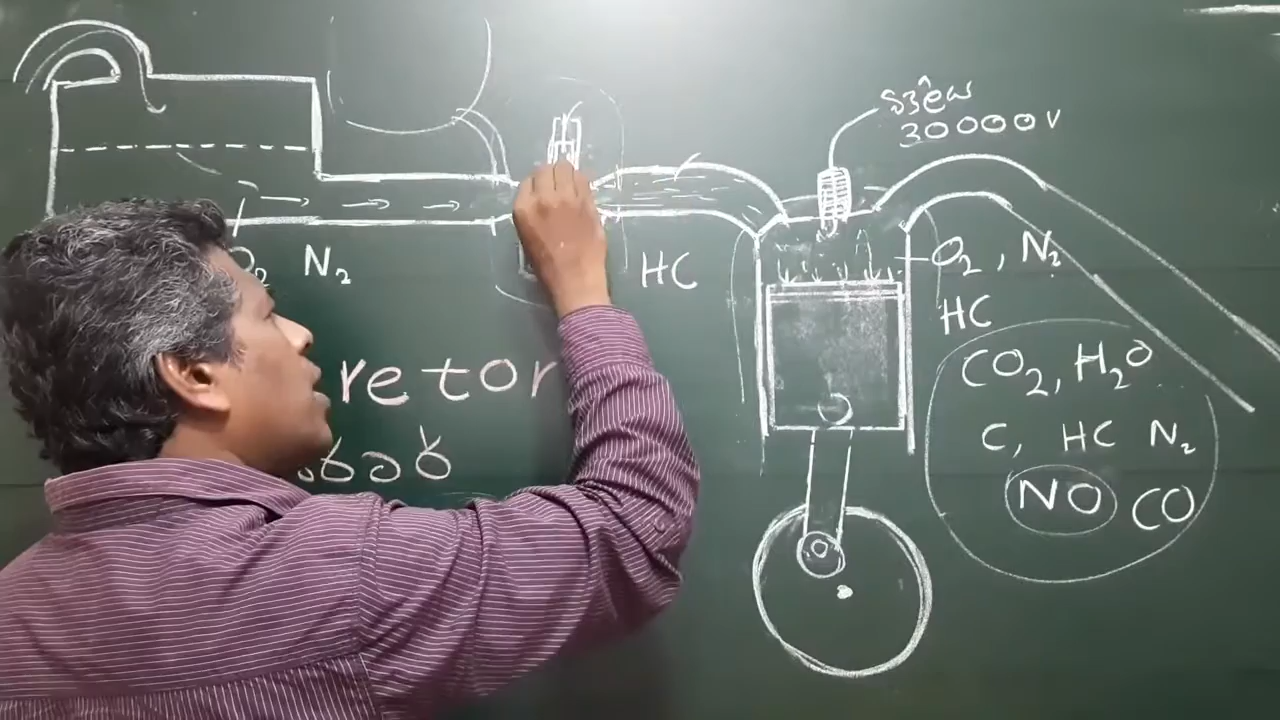 30000V
O₂ N₂
HC
O₂, N₂
HC
CO₂, H₂O
C, HC N₂
NO CO
retor